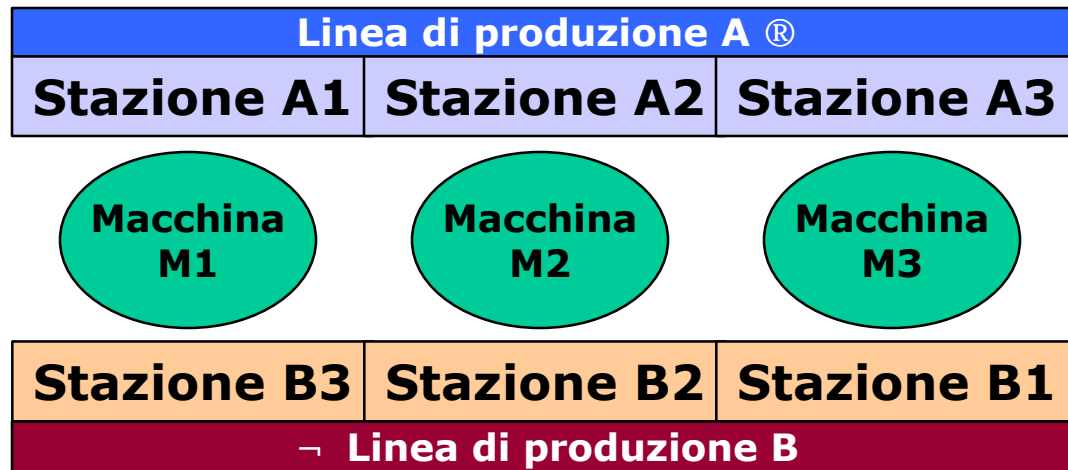 Linea di produzione A ®
Stazione A1
Stazione A2
Stazione A3
Macchina
M1
Macchina
M2
Macchina
M3
Stazione B3
Stazione B2
Stazione B1
¬ Linea di produzione B